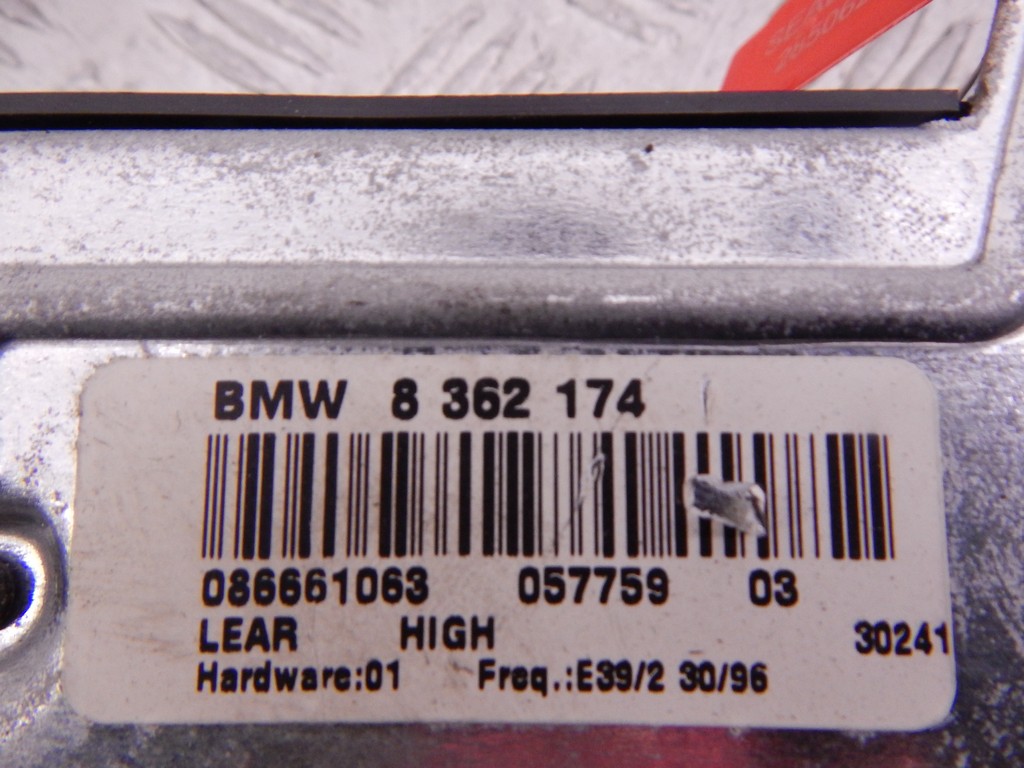 BMW 8 362 174
086661063 057759 03
LEAR HIGH 30241
Hardware:01 Freq.:E39/2 30/96